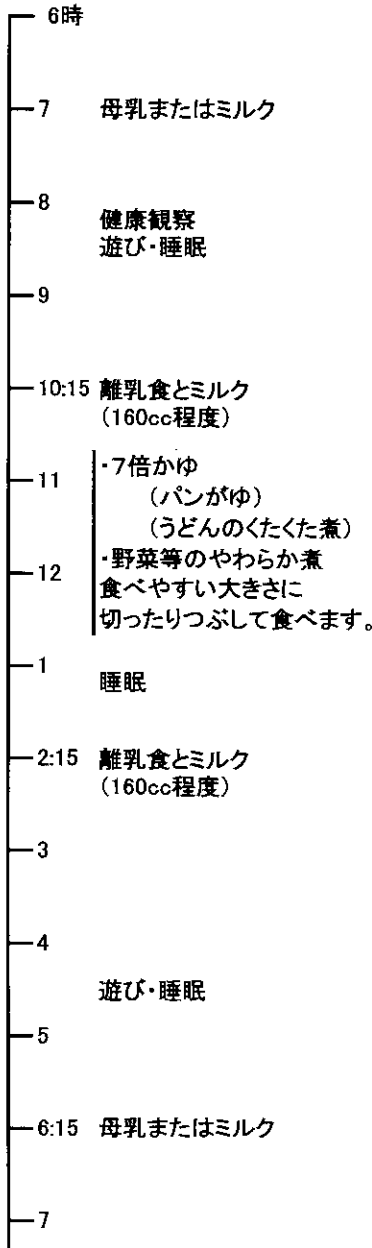 6時
7 母乳またはミルク
8
健康観察
遊び・睡眠
9
10:15 離乳食とミルク
(160cc程度)
・7倍かゆ
11
(パンがゆ)
(うどんのくたくた煮)
・野菜等のやわらか煮
12
食べやすい大きさに
切ったりつぶして食べます。
1
睡眠
2:15 離乳食とミルク
(160cc程度)
3
4
遊び・睡眠
5
6:15 母乳またはミルク
7